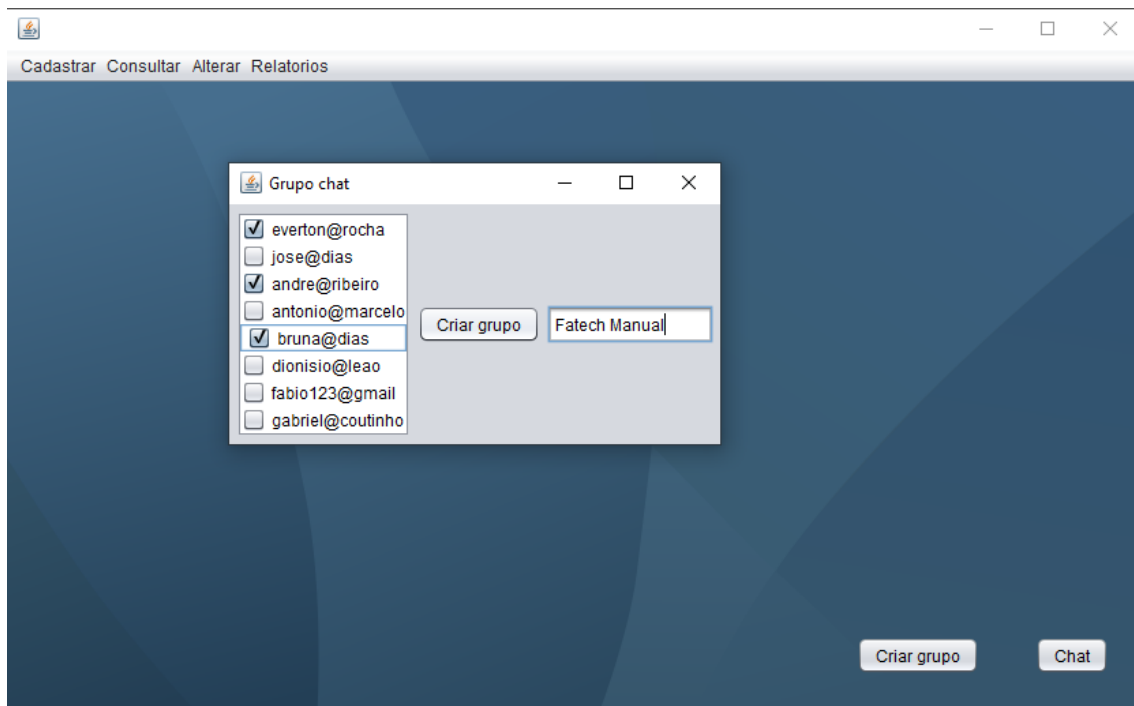 Cadastrar Consultar Alterar Relatorios
Grupo chat
everton@rocha
jose@dias
andre@ribeiro
antonio@marcelo
bruna@dias
dionisio@leao
fabio123@gmail
gabriel@coutinho
Criar grupo
Fatech Manual
Criar grupo
Chat